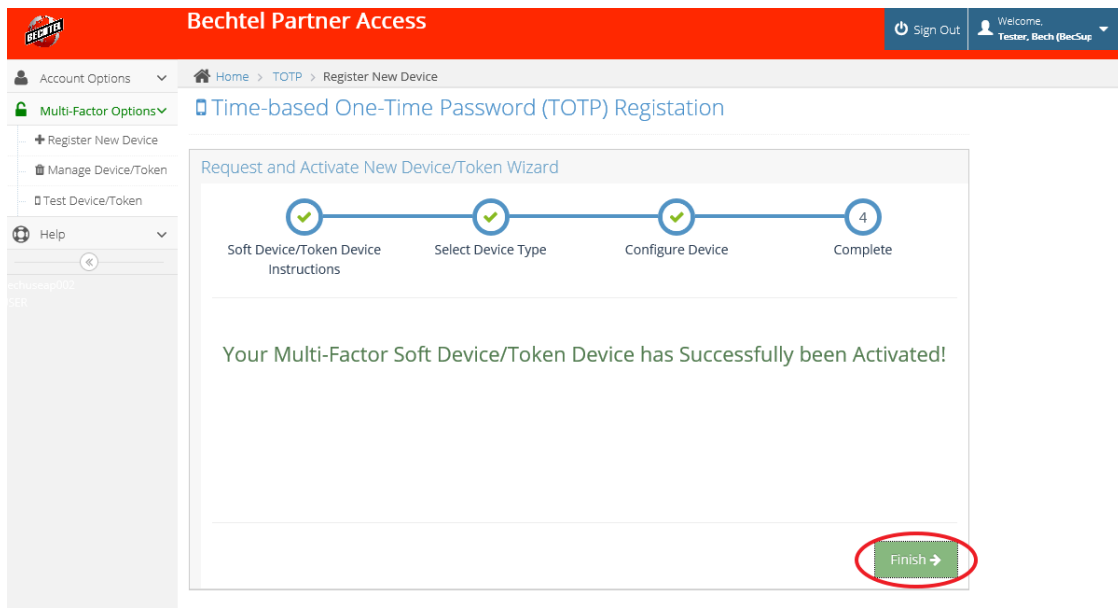 BECHTEL
Bechtel Partner Access
Sign Out
Welcome,
Tester, Bech (BecSup
Account Options
Multi-Factor Options
Register New Device
Manage Device/Token
Test Device/Token
Help
echuseap002
Home > TOTP > Register New Device
Time-based One-Time Password (TOTP) Registation
Request and Activate New Device/Token Wizard
4
Soft Device/Token Device
Instructions
Select Device Type
Configure Device
Complete
Your Multi-Factor Soft Device/Token Device has Successfully been Activated!
Finish